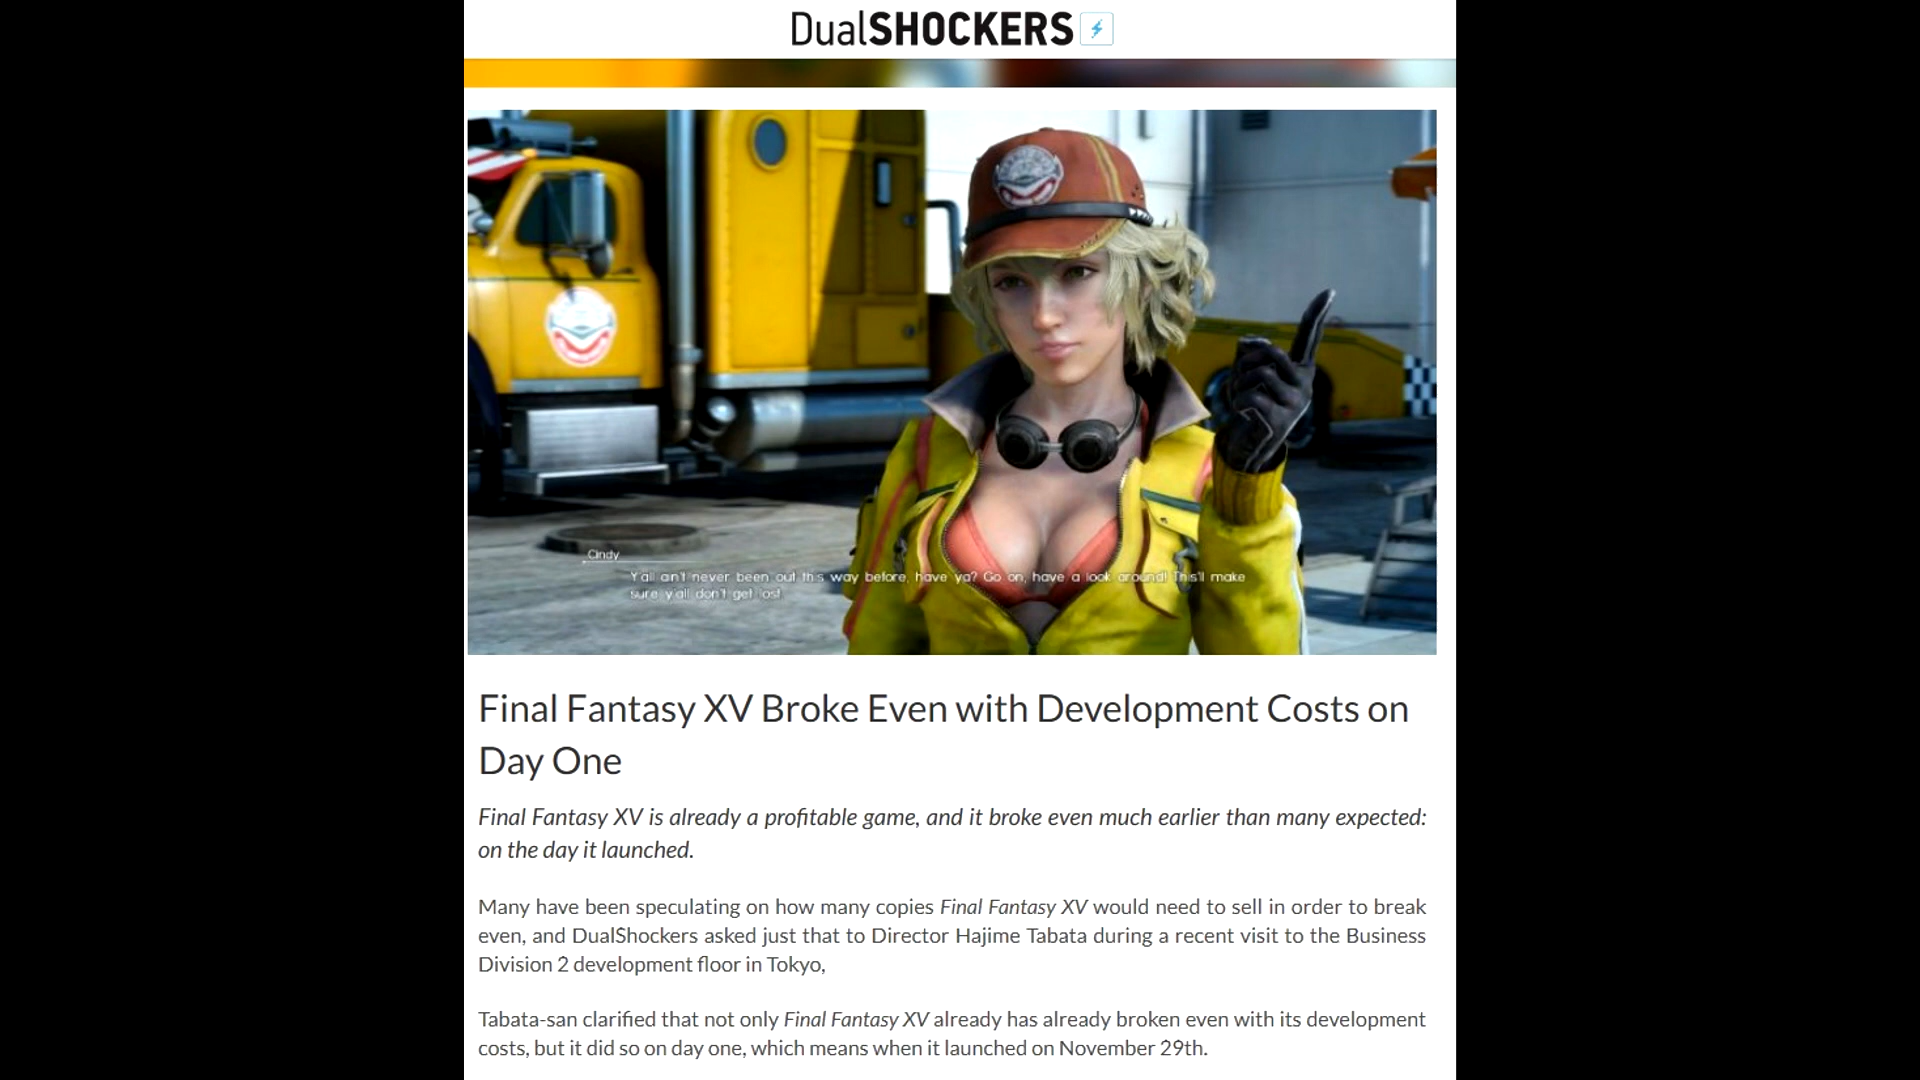 DualSHOCKERS
Cindy
Y'all ain't never been out this way before, have ya? Go on, have a look around! This'll make
sure y'all don't get lost.
Final Fantasy XV Broke Even with Development Costs on
Day One
Final Fantasy XV is already a profitable game, and it broke even much earlier than many expected:
on the day it launched.
Many have been speculating on how many copies Final Fantasy XV would need to sell in order to break
even, and DualShockers asked just that to Director Hajime Tabata during a recent visit to the Business
Division 2 development floor in Tokyo,
Tabata-san clarified that not only Final Fantasy XV already has already broken even with its development
costs, but it did so on day one, which means when it launched on November 29th.